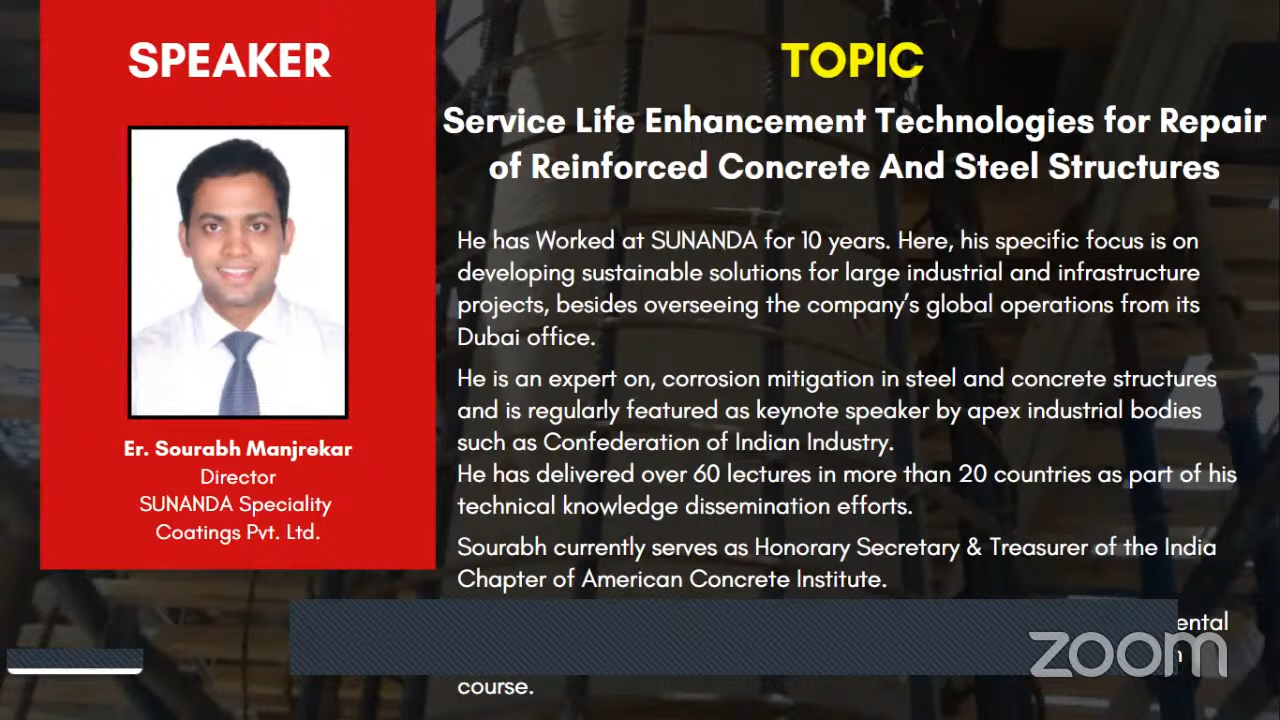 SPEAKER
Er. Sourabh Manjrekar
Director
SUNANDA Speciality
Coatings Pvt. Ltd.
TOPIC
Service Life Enhancement Technologies for Repair
of Reinforced Concrete And Steel Structures
He has Worked at SUNANDA for 10 years. Here, his specific focus is on
developing sustainable solutions for large industrial and infrastructure
projects, besides overseeing the company’s global operations from its
Dubai office.
He is an expert on, corrosion mitigation in steel and concrete structures
and is regularly featured as keynote speaker by apex industrial bodies
such as Confederation of Indian Industry.
He has delivered over 60 lectures in more than 20 countries as part of his
technical knowledge dissemination efforts.
Sourabh currently serves as Honorary Secretary & Treasurer of the India
Chapter of American Concrete Institute.
ental
course.
zoom